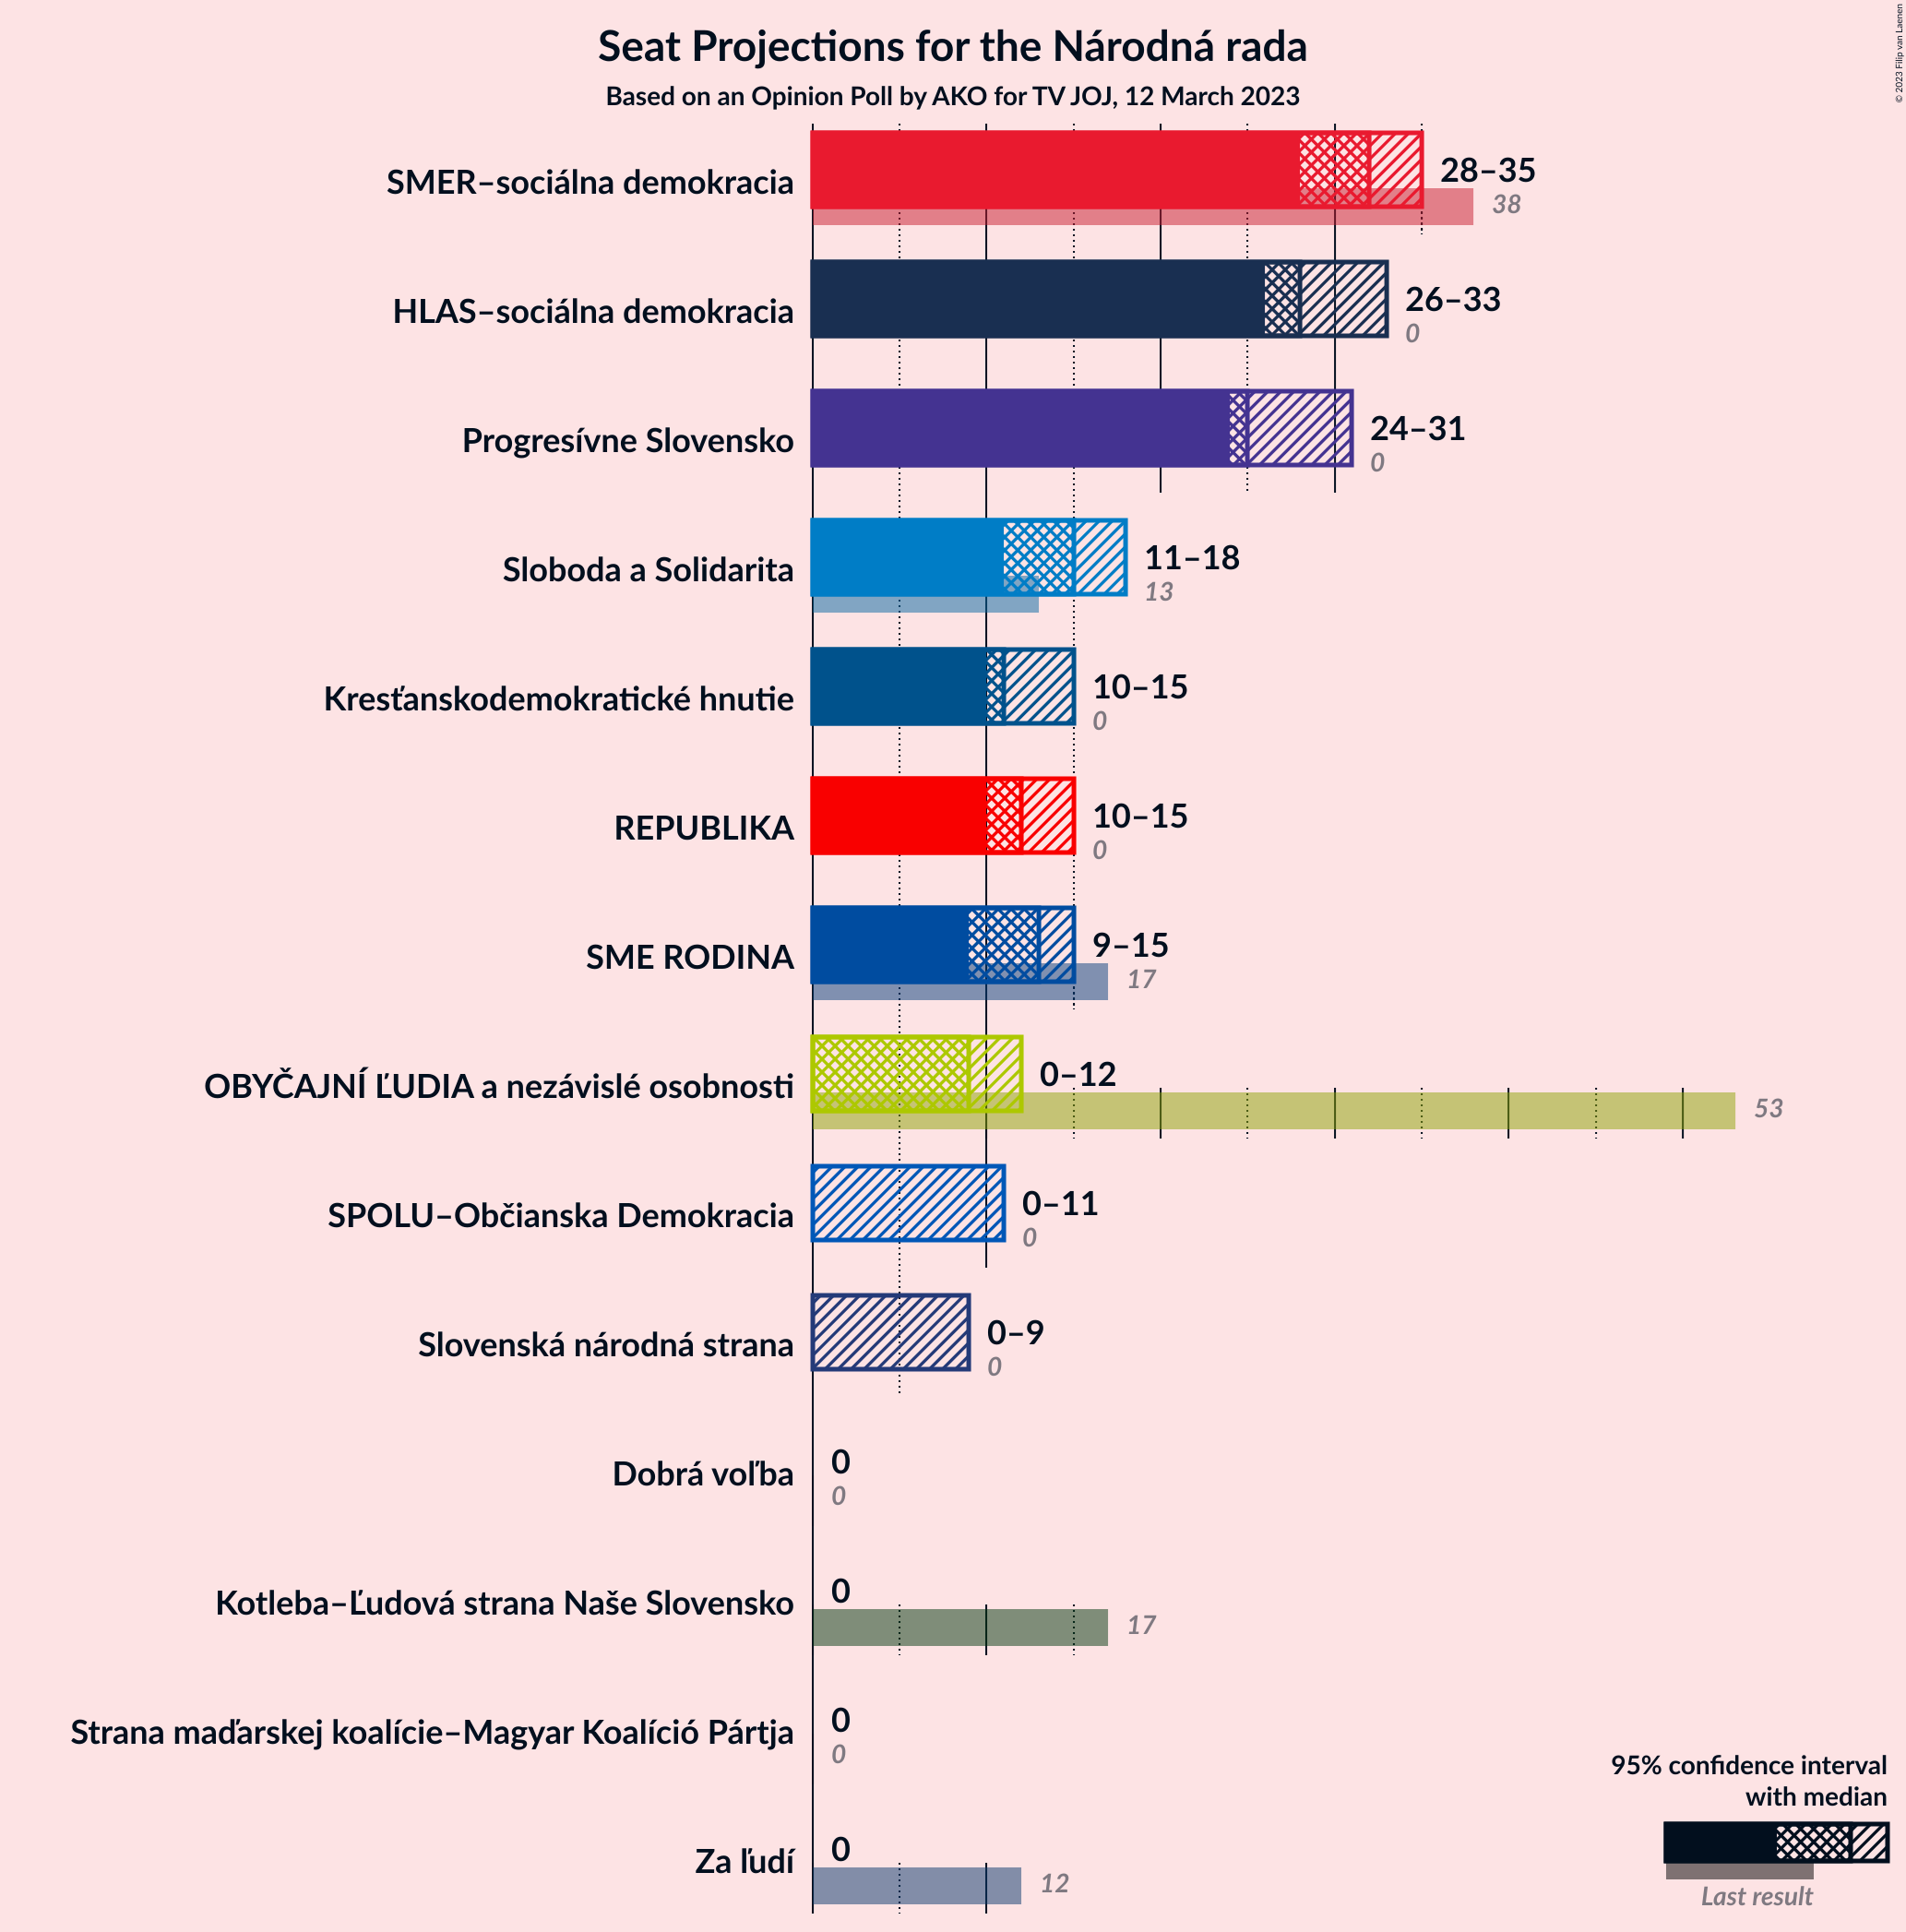 Seat Projections for the Národná rada
Based on an Opinion Poll by AKO for TV JOJ, 12 March 2023
© 2023 Filip van Laenen
SMER–sociálna demokracia
28–35
38
HLAS–sociálna demokracia
26–33
0
Progresívne Slovensko
24–31
0
Sloboda a Solidarita
11–18
13
Kresťanskodemokratické hnutie
10–15
0
REPUBLIKA
10–15
0
SME RODINA
9–15
17
OBYČAJNÍ ĽUDIA a nezávislé osobnosti
0–12
53
SPOLU–Občianska Demokracia
0–11
0
Slovenská národná strana
0–9
0
Dobrá voľba
0
0
Kotleba–Ľudová strana Naše Slovensko
0
17
Strana maďarskej koalície–Magyar Koalíció Pártja
0
0
Za ľudí
0
12
95% confidence interval
with median
Last result